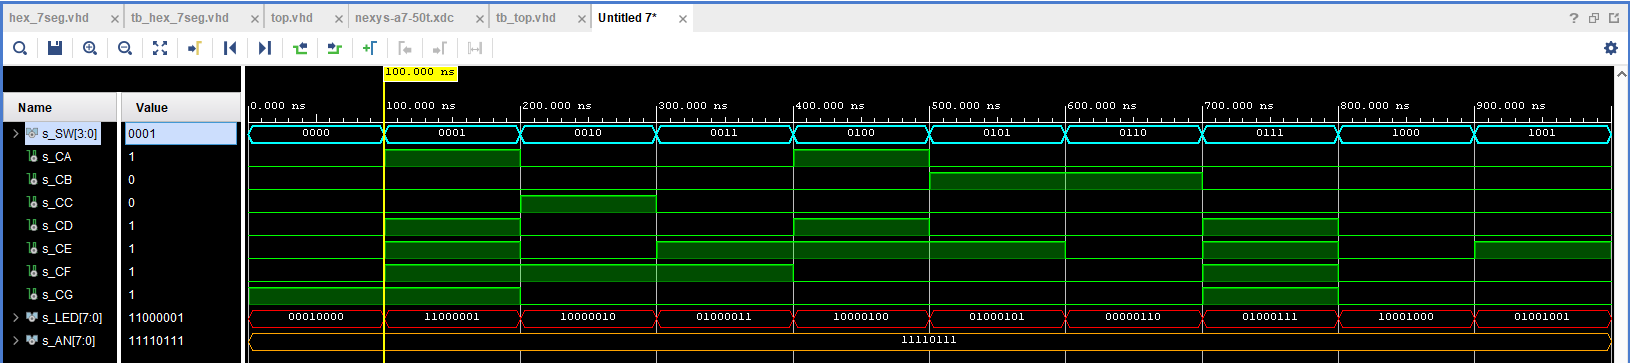 hex_7seg.vhd × tb_hex_7seg.vhd × top.vhd × nexys-a7-50t.xdc × tb_top.vhd × Untitled 7* ×
100.000 ns
Name Value 0.000 ns 100.000 ns 200.000 ns 300.000 ns 400.000 ns 500.000 ns 600.000 ns 700.000 ns 800.000 ns 900.000 ns
s_SW[3:0] 0001 0000 0001 0010 0011 0100 0101 0110 0111 1000 1001
s_CA 1
s_CB 0
s_CC 0
s_CD 1
s_CE 1
s_CF 1
s_CG 1
s_LED[7:0] 11000001 00010000 11000001 10000010 01000011 10000100 01000101 00000110 01000111 10001000 01001001
s_AN[7:0] 11110111 11110111